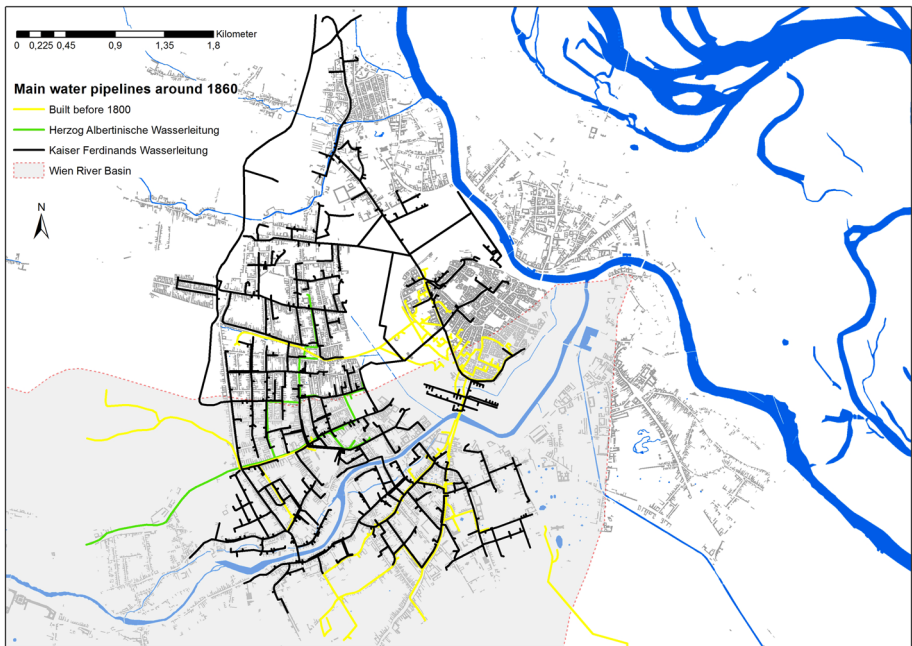 Kilometer
0 0,225 0,45 0,9 1,35 1,8
Main water pipelines around 1860
Built before 1800
Herzog Albertinische Wasserleitung
Kaiser Ferdinands Wasserleitung
Wien River Basin
N